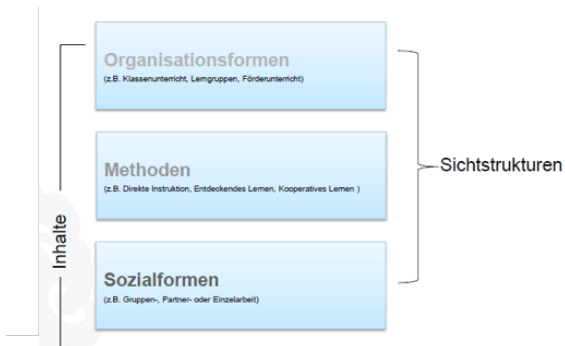 Organisationsformen
(z.B. Klassenunterricht, Lerngruppen, Förderunterricht)
Methoden
(z.B. Direkte Instruktion, Entdeckendes Lernen, Kooperatives Lernen )
Sozialformen
(z.B. Gruppen-, Partner- oder Einzelarbeit)
Inhalte
Sichtstrukturen